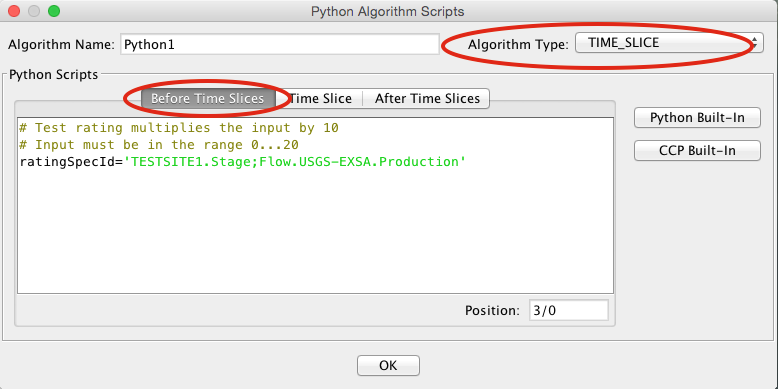 Python Algorithm Scripts
Algorithm Name: Python1 Algorithm Type: TIME_SLICE
Python Scripts
Before Time Slices Time Slice After Time Slices
# Test rating multiplies the input by 10
# Input must be in the range 0...20
ratingSpecId='TESTSITE1.Stage;Flow.USGS-EXSA.Production'
Python Built-In
CCP Built-In
Position: 3/0
OK